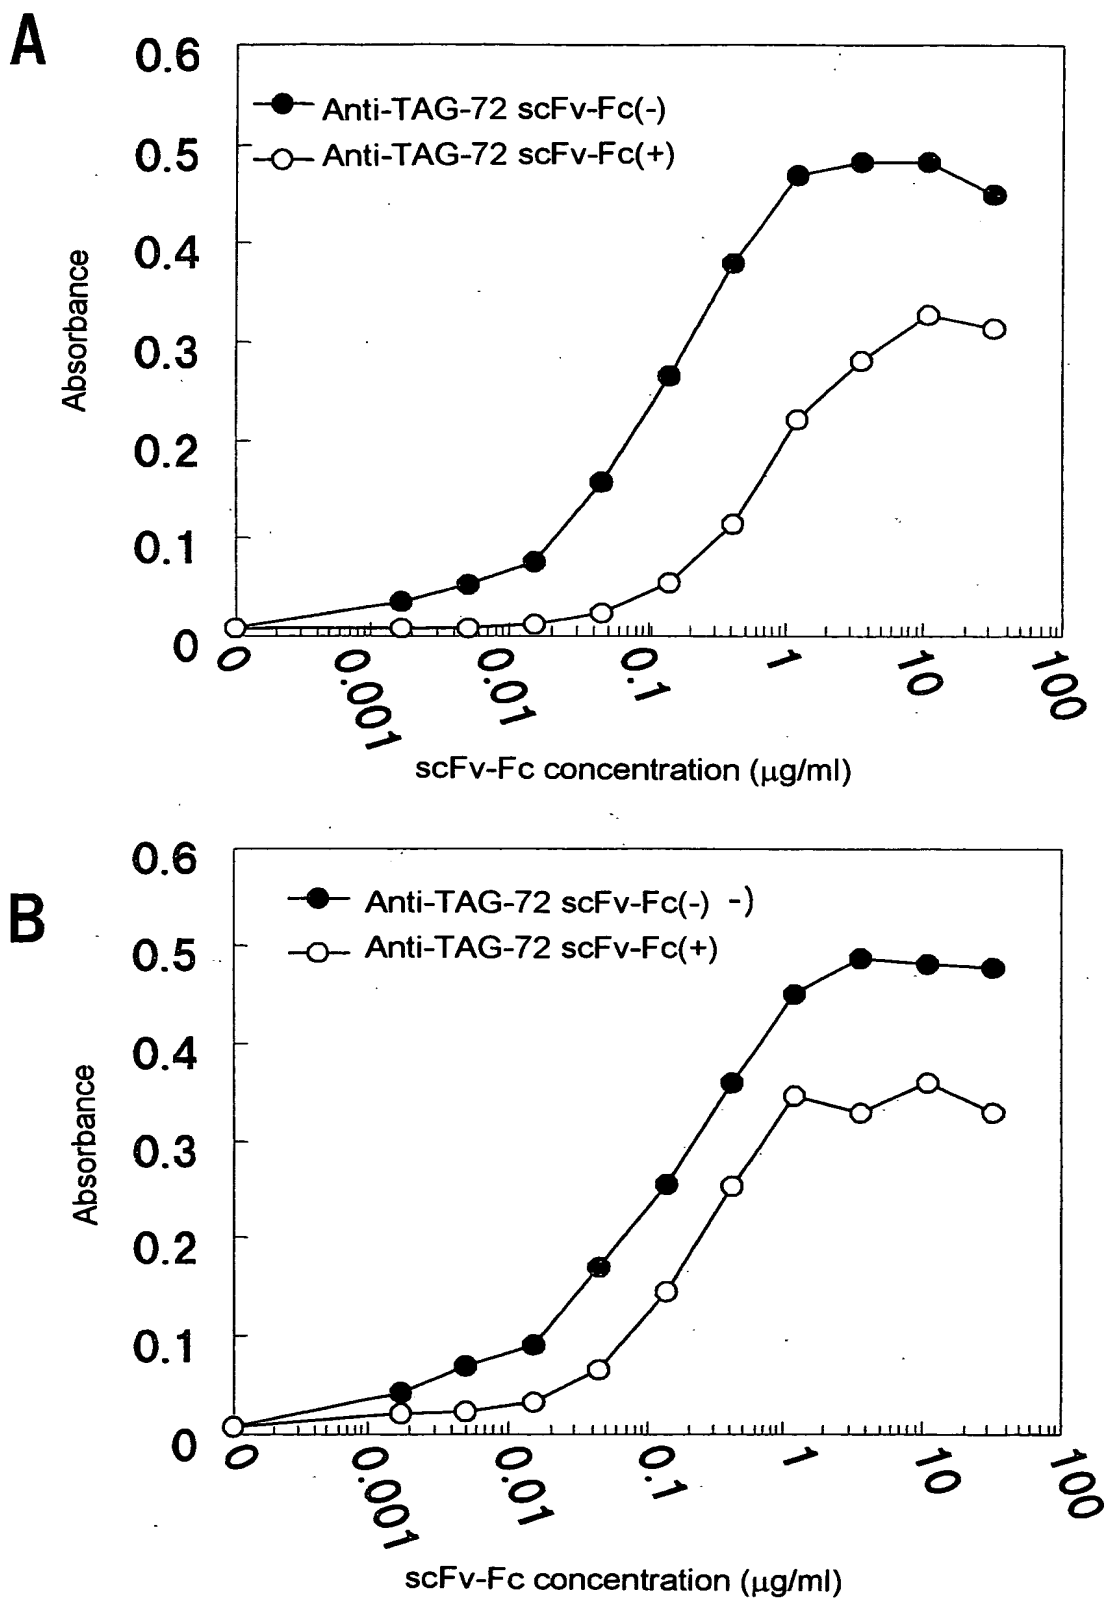 A
0.6
Anti-TAG-72 scFv-Fc(-)
0.5
Anti-TAG-72 scFv-Fc(+)
0.4
Absorbance
0.3
0.2
0.1
0
0 0.001 0.01 0.1 1 10 100
scFv-Fc concentration (μg/ml)
B
0.6
Anti-TAG-72 scFv-Fc(-) -)
0.5
Anti-TAG-72 scFv-Fc(+)
0.4
Absorbance
0.3
0.2
0.1
0
0 0.001 0.01 0.1 1 10 100
scFv-Fc concentration (μg/ml)